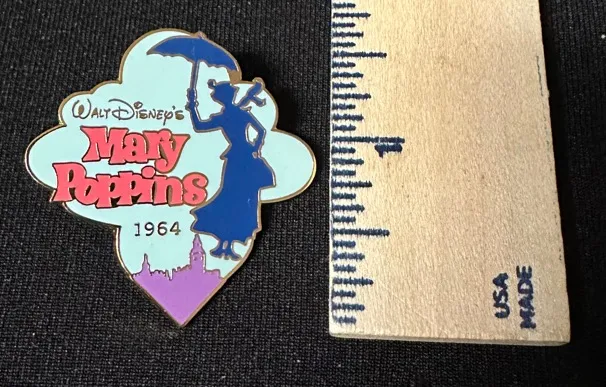 WALT DISNEY'S
Mary
Poppins
1964
1
USA
MADE